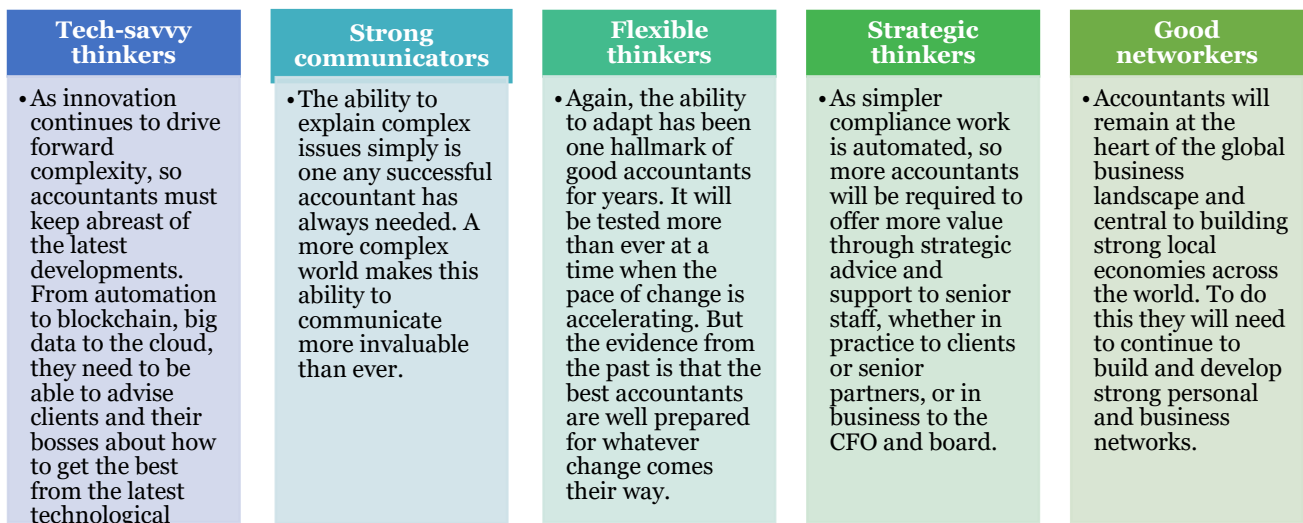 Tech-savvy
thinkers
• As innovation
continues to drive
forward
complexity, so
accountants must
keep abreast of
the latest
developments.
From automation
to blockchain, big
data to the cloud,
they need to be
able to advise
clients and their
bosses about how
to get the best
from the latest
technological
Strong
communicators
• The ability to
explain complex
issues simply is
one any successful
accountant has
always needed. A
more complex
world makes this
ability to
communicate
more invaluable
than ever.
Flexible
thinkers
• Again, the ability
to adapt has been
one hallmark of
good accountants
for years. It will
be tested more
than ever at a
time when the
pace of change is
accelerating. But
the evidence from
the past is that the
best accountants
are well prepared
for whatever
change comes
their way.
Strategic
thinkers
• As simpler
compliance work
is automated, so
more accountants
will be required to
offer more value
through strategic
advice and
support to senior
staff, whether in
practice to clients
or senior
partners, or in
business to the
CFO and board.
Good
networkers
• Accountants will
remain at the
heart of the global
business
landscape and
central to building
strong local
economies across
the world. To do
this they will need
to continue to
build and develop
strong personal
and business
networks.